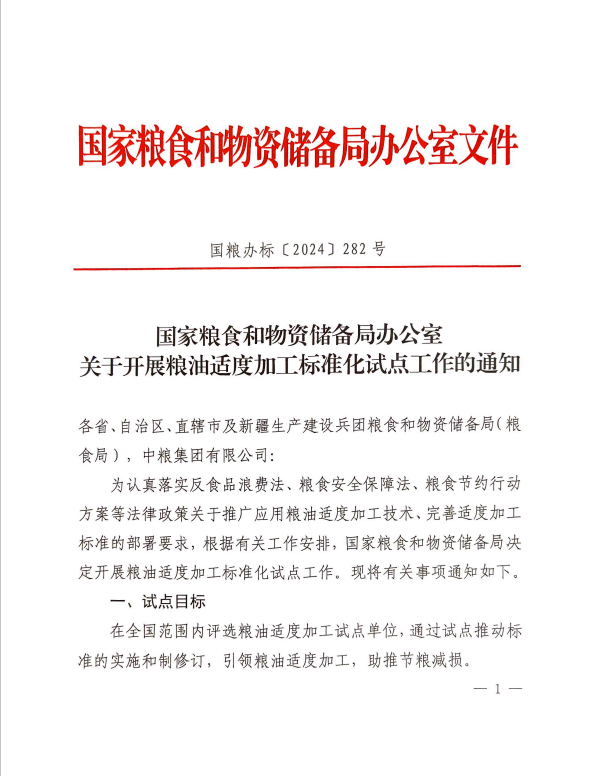 国家粮食和物资储备局办公室文件
国粮办标〔2024〕282号
国家粮食和物资储备局办公室
关于开展粮油适度加工标准化试点工作的通知
各省、自治区、直辖市及新疆生产建设兵团粮食和物资储备局（粮
食局），中粮集团有限公司：
为认真落实反食品浪费法、粮食安全保障法、粮食节约行动
方案等法律政策关于推广应用粮油适度加工技术、完善适度加工
标准的部署要求，根据有关工作安排，国家粮食和物资储备局决
定开展粮油适度加工标准化试点工作。现将有关事项通知如下。
一、试点目标
在全国范围内评选粮油适度加工试点单位，通过试点推动标
准的实施和制修订，引领粮油适度加工，助推节粮减损。
— 1 —